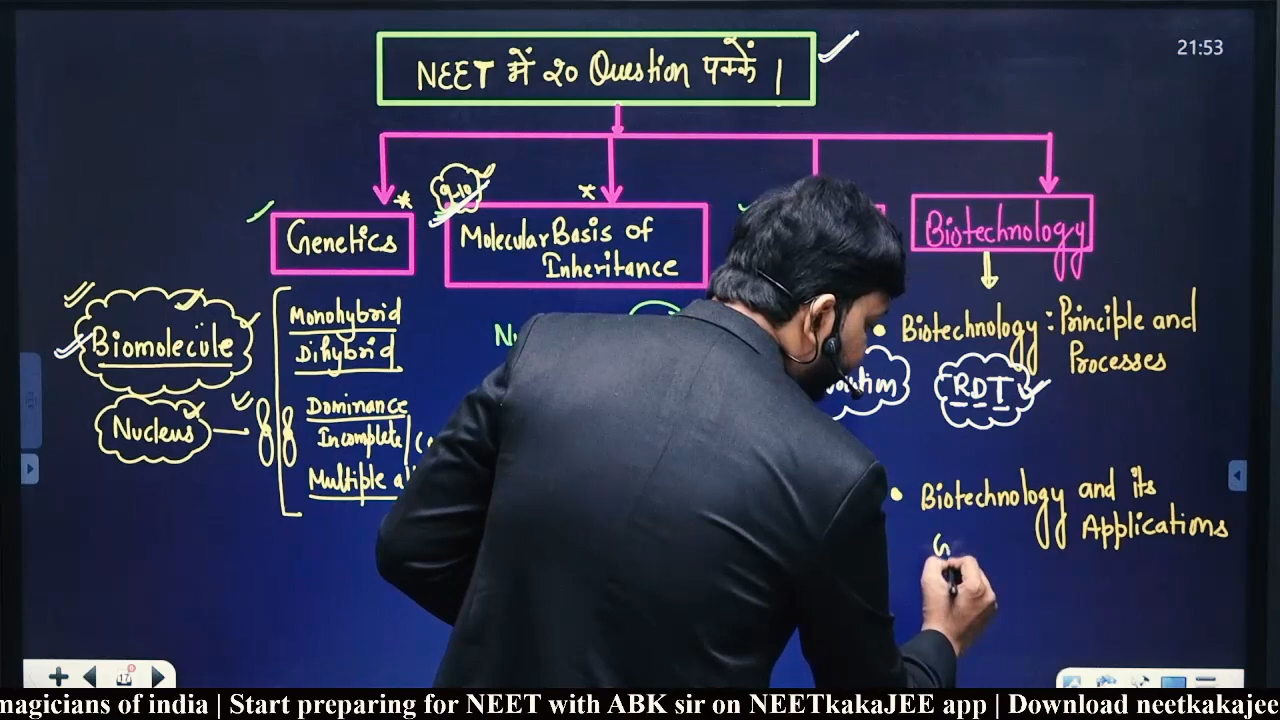 21:53
NEET में 20 Question पक्के ।
9-10
Genetics
Molecular Basis of
Inheritance
Biotechnology
Biomolecule
Nucleus
Monohybrid
Dihybrid
Dominance
Incomplete
Multiple
Biotechnology : Principle and
Processes
RDT
Biotechnology and its
Applications
magicians of india | Start preparing for NEET with ABK sir on NEETkakaJEE app | Download neetkakajee